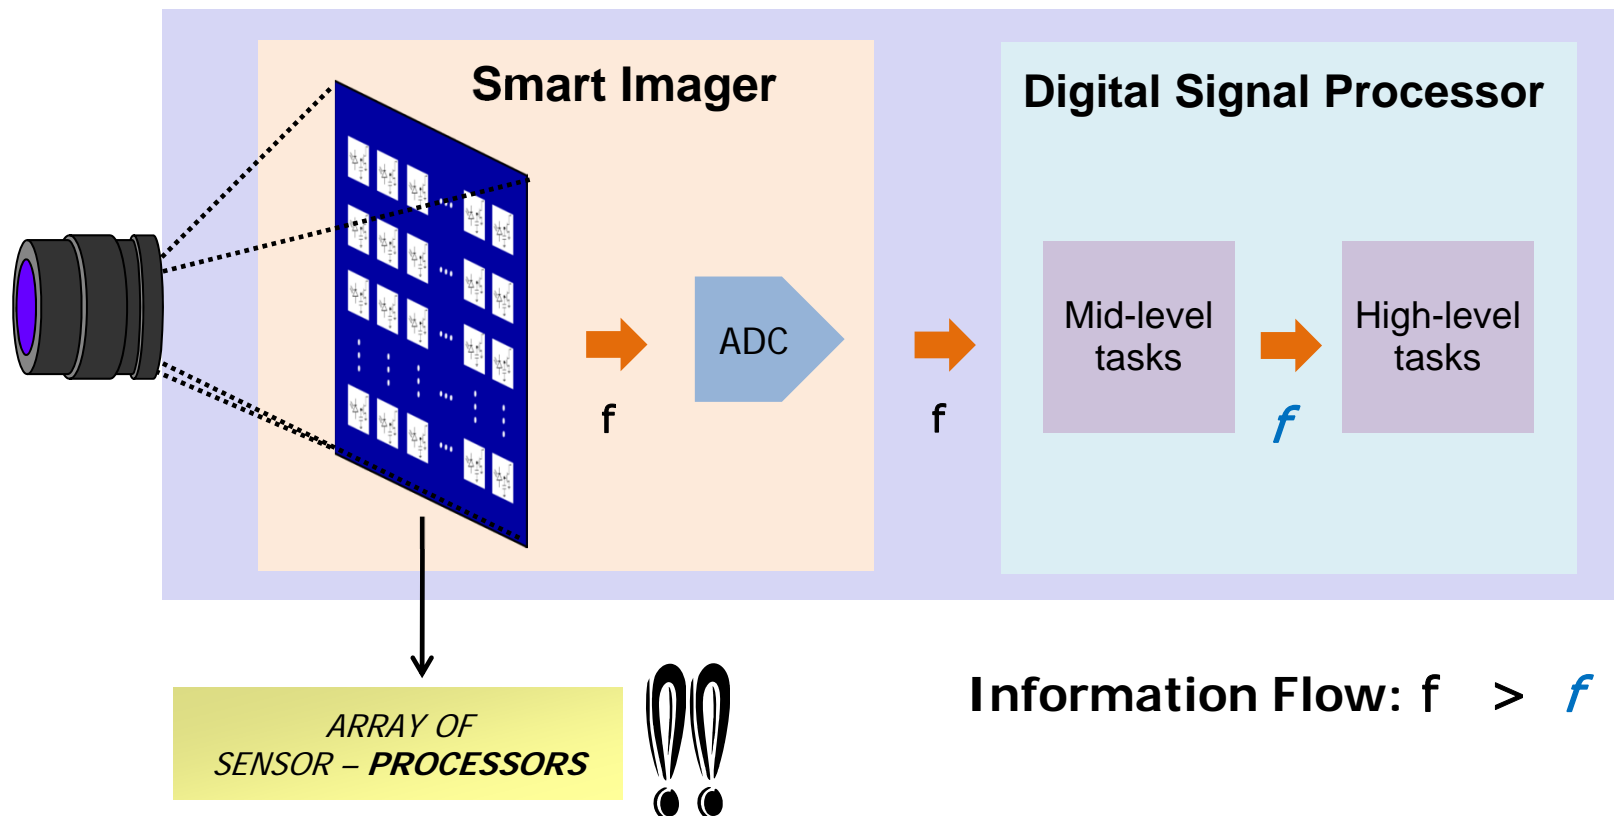 Smart Imager
Digital Signal Processor
ADC
Mid-level
tasks
High-level
tasks
f
f
f
ARRAY OF
SENSOR – PROCESSORS
!!
Information Flow: f > f